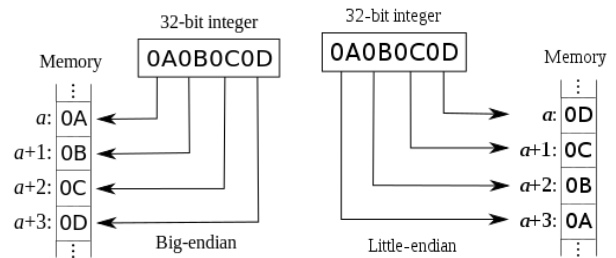 32-bit integer
0A0B0C0D
Memory
⋮
a: 0A
a+1: 0B
a+2: 0C
a+3: 0D
⋮
Big-endian
32-bit integer
0A0B0C0D
Memory
⋮
a: 0D
a+1: 0C
a+2: 0B
a+3: 0A
⋮
Little-endian